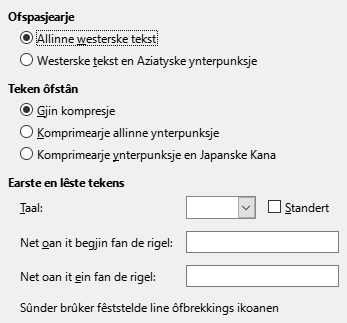 Ofspasjearje
Allinne westerske tekst
Westerske tekst en Aziatyske ynterpunksje
Teken ôfstân
Gjin kompresje
Komprimearje allinne ynterpunksje
Komprimearje ynterpunksje en Japanske Kana
Earste en lêste tekens
Taal:
Standert
Net oan it begjin fan de rigel:
Net oan it ein fan de rigel:
Sûnder brûker fêststelde line ôfbrekkings ikoanen